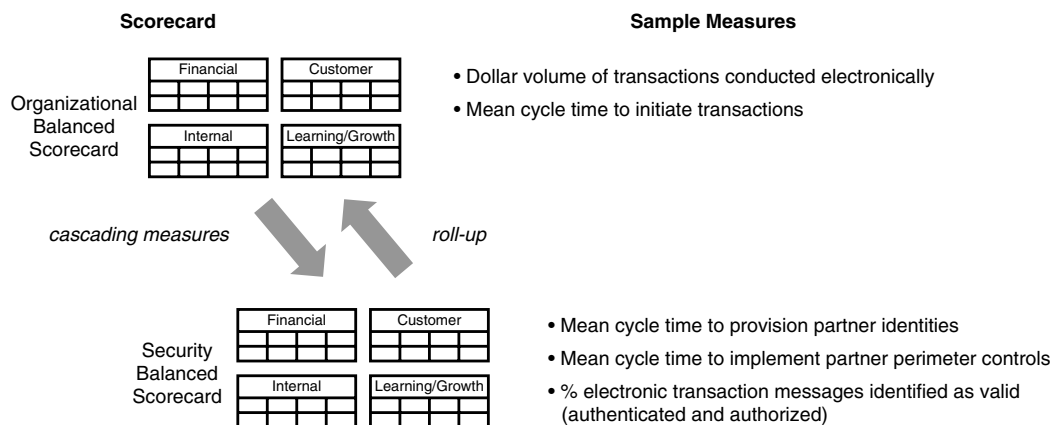 Scorecard
Sample Measures
Financial
Customer
Organizational
Balanced
Scorecard
Internal
Learning/Growth
• Dollar volume of transactions conducted electronically
• Mean cycle time to initiate transactions
cascading measures
roll-up
Financial
Customer
Security
Balanced
Scorecard
Internal
Learning/Growth
• Mean cycle time to provision partner identities
• Mean cycle time to implement partner perimeter controls
• % electronic transaction messages identified as valid
(authenticated and authorized)